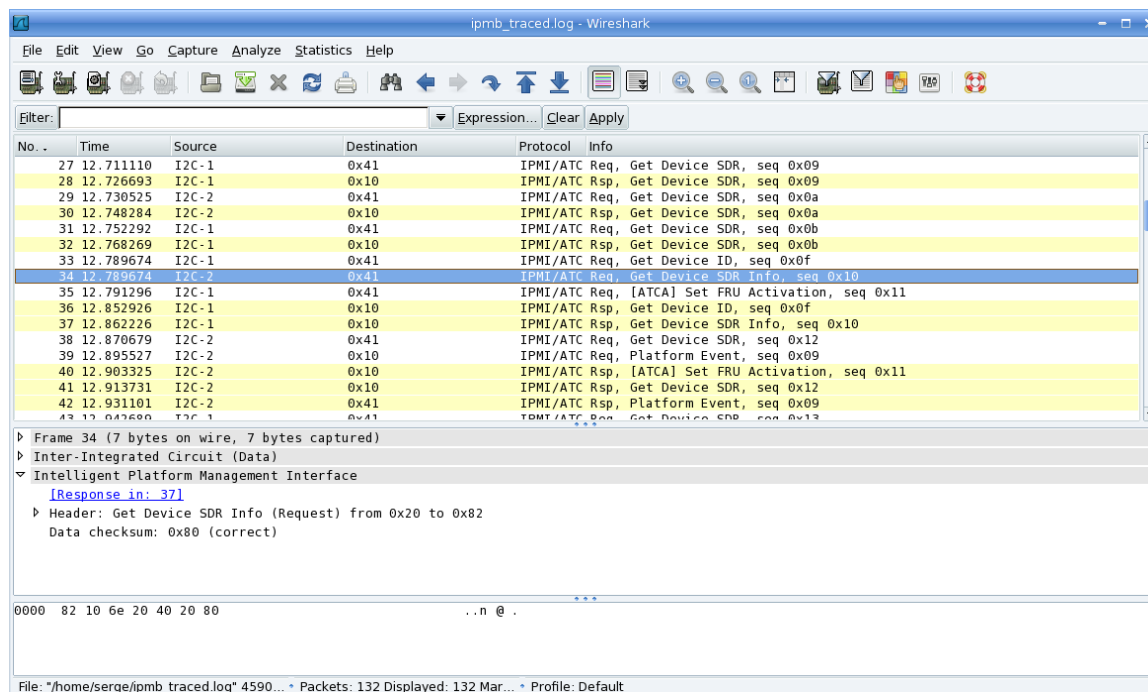 ipmb_traced.log - Wireshark
File Edit View Go Capture Analyze Statistics Help
Filter: Expression... Clear Apply
No. . Time Source Destination Protocol Info
27 12.711110 I2C-1 0x41 IPMI/ATC Req, Get Device SDR, seq 0x09
28 12.726693 I2C-1 0x10 IPMI/ATC Rsp, Get Device SDR, seq 0x09
29 12.730525 I2C-2 0x41 IPMI/ATC Req, Get Device SDR, seq 0x0a
30 12.748284 I2C-2 0x10 IPMI/ATC Rsp, Get Device SDR, seq 0x0a
31 12.752292 I2C-1 0x41 IPMI/ATC Req, Get Device SDR, seq 0x0b
32 12.768269 I2C-1 0x10 IPMI/ATC Rsp, Get Device SDR, seq 0x0b
33 12.789674 I2C-1 0x41 IPMI/ATC Req, Get Device ID, seq 0x0f
34 12.789674 I2C-2 0x41 IPMI/ATC Req, Get Device SDR Info, seq 0x10
35 12.791296 I2C-1 0x41 IPMI/ATC Req, [ATCA] Set FRU Activation, seq 0x11
36 12.852926 I2C-1 0x10 IPMI/ATC Rsp, Get Device ID, seq 0x0f
37 12.862226 I2C-1 0x10 IPMI/ATC Rsp, Get Device SDR Info, seq 0x10
38 12.870679 I2C-2 0x41 IPMI/ATC Req, Get Device SDR, seq 0x12
39 12.895527 I2C-2 0x10 IPMI/ATC Req, Platform Event, seq 0x09
40 12.903325 I2C-2 0x10 IPMI/ATC Rsp, [ATCA] Set FRU Activation, seq 0x11
41 12.913731 I2C-2 0x10 IPMI/ATC Rsp, Get Device SDR, seq 0x12
42 12.931101 I2C-2 0x41 IPMI/ATC Rsp, Platform Event, seq 0x09
43 12.942689 I2C-1 0x41 IPMI/ATC Req, Get Device SDR, seq 0x13
Frame 34 (7 bytes on wire, 7 bytes captured)
Inter-Integrated Circuit (Data)
Intelligent Platform Management Interface
[Response in: 37]
Header: Get Device SDR Info (Request) from 0x20 to 0x82
Data checksum: 0x80 (correct)
0000 82 10 6e 20 40 20 80 ..n @ .
File: "/home/serge/ipmb_traced.log" 4590... Packets: 132 Displayed: 132 Mar... Profile: Default